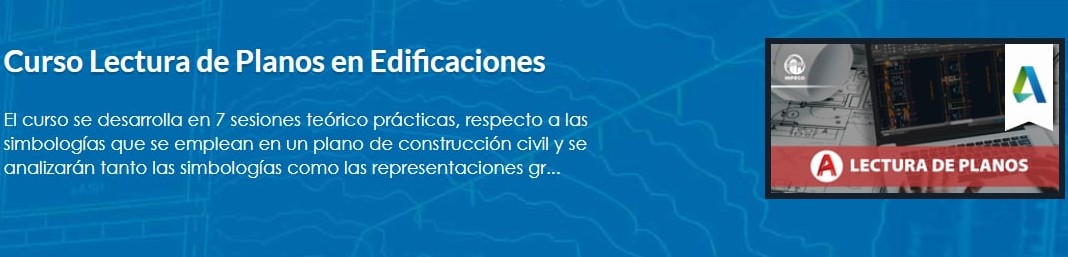 Curso Lectura de Planos en Edificaciones
El curso se desarrolla en 7 sesiones teórico prácticas, respecto a las
simbologías que se emplean en un plano de construcción civil y se
analizarán tanto las simbologías como las representaciones gr...
A LECTURA DE PLANOS